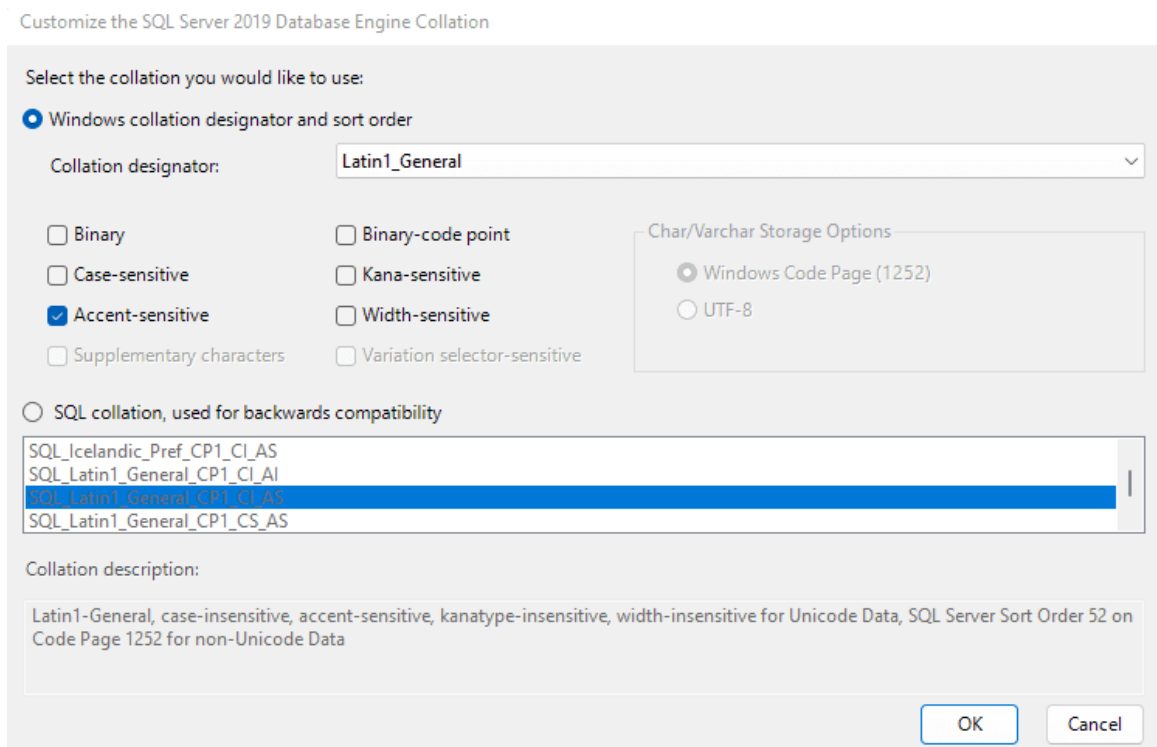 Customize the SQL Server 2019 Database Engine Collation
Select the collation you would like to use:
Windows collation designator and sort order
Collation designator:
Latin1_General
Binary
Binary-code point
Char/Varchar Storage Options
Case-sensitive
Kana-sensitive
Windows Code Page (1252)
Accent-sensitive
Width-sensitive
UTF-8
Supplementary characters
Variation selector-sensitive
SQL collation, used for backwards compatibility
SQL_Icelandic_Pref_CP1_CI_AS
SQL_Latin1_General_CP1_CI_AI
SQL_Latin1_General_CP1_CI_AS
SQL_Latin1_General_CP1_CS_AS
Collation description:
Latin1-General, case-insensitive, accent-sensitive, kanatype-insensitive, width-insensitive for Unicode Data, SQL Server Sort Order 52 on
Code Page 1252 for non-Unicode Data
OK
Cancel